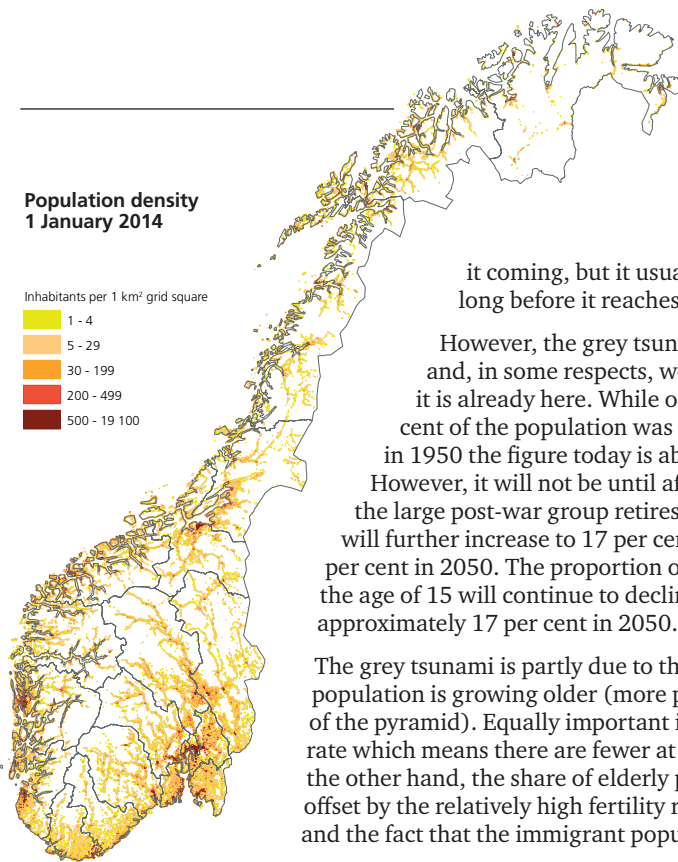 Population density
1 January 2014
Inhabitants per 1 km² grid square
1 - 4
5 - 29
30 - 199
200 - 499
500 - 19 100
it coming, but it usua
long before it reaches
However, the grey tsun
and, in some respects, w
it is already here. While o
cent of the population was
in 1950 the figure today is ab
However, it will not be until af
the large post-war group retires
will further increase to 17 per cen
per cent in 2050. The proportion o
the age of 15 will continue to declin
approximately 17 per cent in 2050.
The grey tsunami is partly due to th
population is growing older (more p
of the pyramid). Equally important i
rate which means there are fewer at
the other hand, the share of elderly p
offset by the relatively high fertility r
and the fact that the immigrant popu